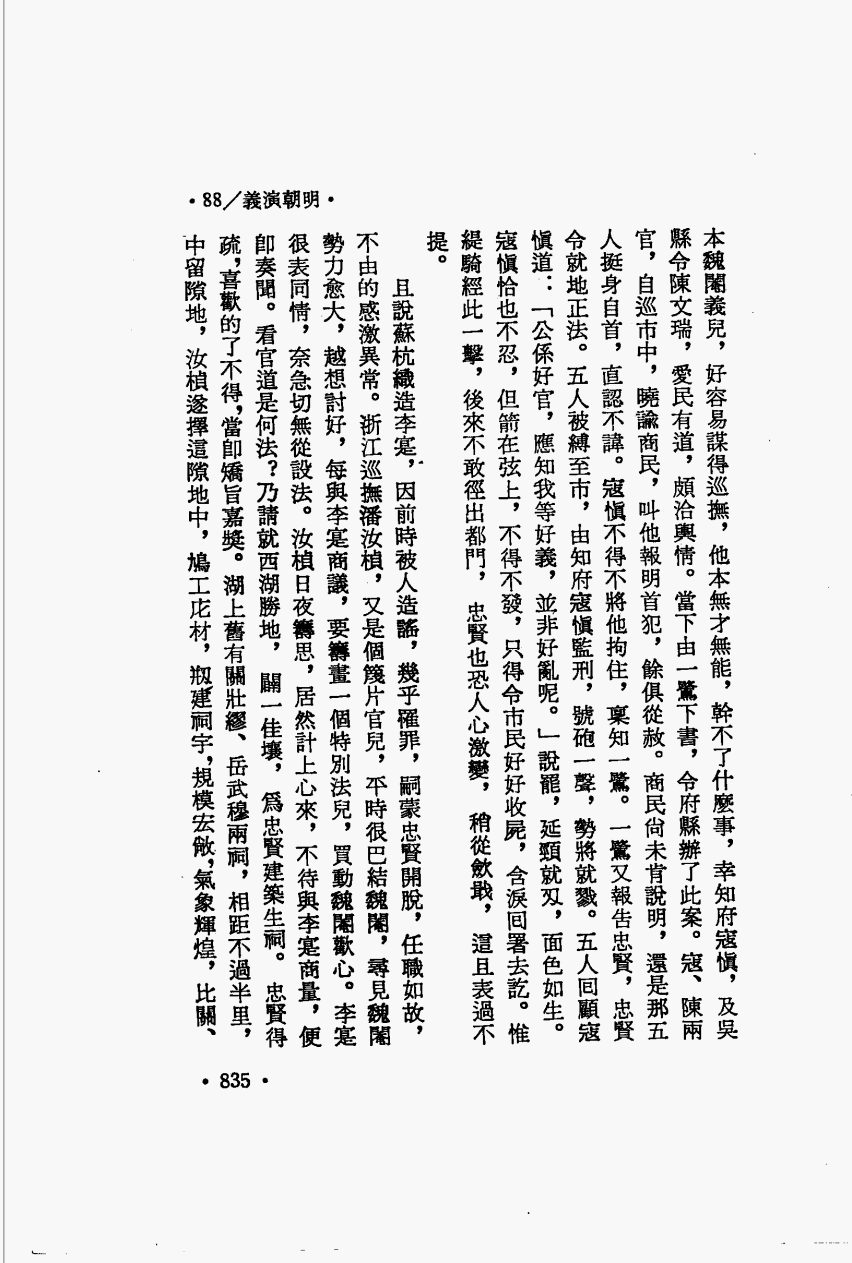 •明朝演義/88•
本魏閹義兒，好容易謀得巡撫，他本無才無能，幹不了什麼事，幸知府寇愼，及吳
縣令陳文瑞，愛民有道，頗洽輿情。當下由一鷺下書，令府縣辦了此案。寇、陳兩
官，自巡市中，曉諭商民，叫他報明首犯，餘俱從赦。商民尙未肯說明，還是那五
人挺身自首，直認不諱。寇愼不得不將他拘住，稟知一鷺。一鷺又報告忠賢，忠賢
令就地正法。五人被縛至市，由知府寇愼監刑，號砲一聲，勢將就戮。五人回顧寇
愼道：「公係好官，應知我等好義，並非好亂呢。」說罷，延頸就刄，面色如生。
寇愼恰也不忍，但箭在弦上，不得不發，只得令市民好好收屍，含淚回署去訖。惟
緹騎經此一擊，後來不敢徑出都門，忠賢也恐人心激變，稍從歛戢，這且表過不
提。
且說蘇杭織造李寔，因前時被人造謠，幾乎罹罪，嗣蒙忠賢開脫，任職如故，
不由的感激異常。浙江巡撫潘汝楨，又是個篾片官兒，平時很巴結魏閹，尋見魏閹
勢力愈大，越想討好，每與李寔商議，要籌畫一個特別法兒，買動魏閹歡心。李寔
很表同情，奈急切無從設法。汝楨日夜籌思，居然計上心來，不待與李寔商量，便
卽奏聞。看官道是何法？乃請就西湖勝地，闢一佳壤，爲忠賢建築生祠。忠賢得
疏，喜歡的了不得，當卽矯旨嘉奬。湖上舊有關壯繆、岳武穆兩祠，相距不過半里，
中留隙地，汝楨遂擇這隙地中，鳩工庀材，剏建祠宇，規模宏敞，氣象輝煌，比關、
•835•